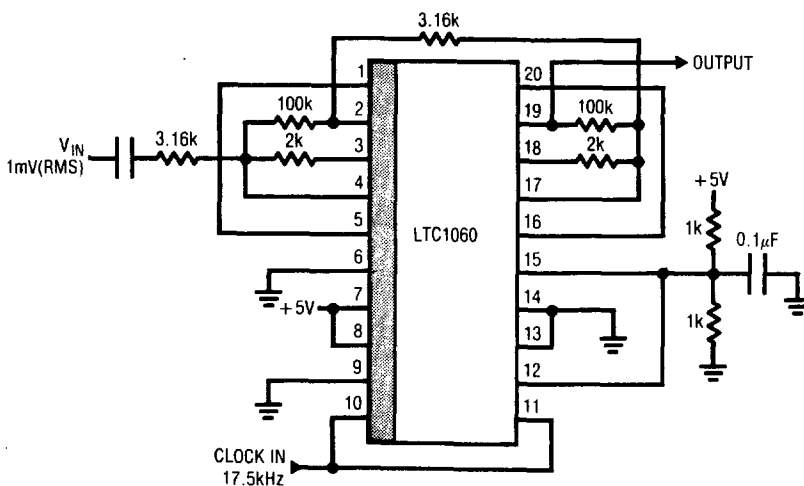 3.16k
OUTPUT
1
20
100k
2
19
100k
VIN
3.16k
1mV(RMS)
2k
3
18
2k
4
17
+5V
1k
5
16
LTC1060
0.1µF
6
15
+5V
7
14
1k
8
13
9
12
10
11
CLOCK IN
17.5kHz